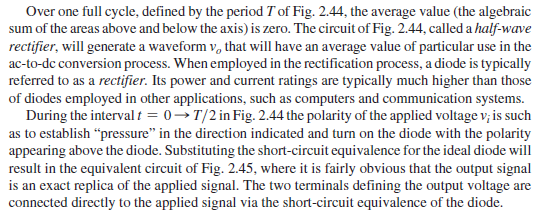 Over one full cycle, defined by the period T of Fig. 2.44, the average value (the algebraic
sum of the areas above and below the axis) is zero. The circuit of Fig. 2.44, called a half-wave
rectifier, will generate a waveform vo that will have an average value of particular use in the
ac-to-dc conversion process. When employed in the rectification process, a diode is typically
referred to as a rectifier. Its power and current ratings are typically much higher than those
of diodes employed in other applications, such as computers and communication systems.
During the interval t = 0 → T/2 in Fig. 2.44 the polarity of the applied voltage vi is such
as to establish “pressure” in the direction indicated and turn on the diode with the polarity
appearing above the diode. Substituting the short-circuit equivalence for the ideal diode will
result in the equivalent circuit of Fig. 2.45, where it is fairly obvious that the output signal
is an exact replica of the applied signal. The two terminals defining the output voltage are
connected directly to the applied signal via the short-circuit equivalence of the diode.